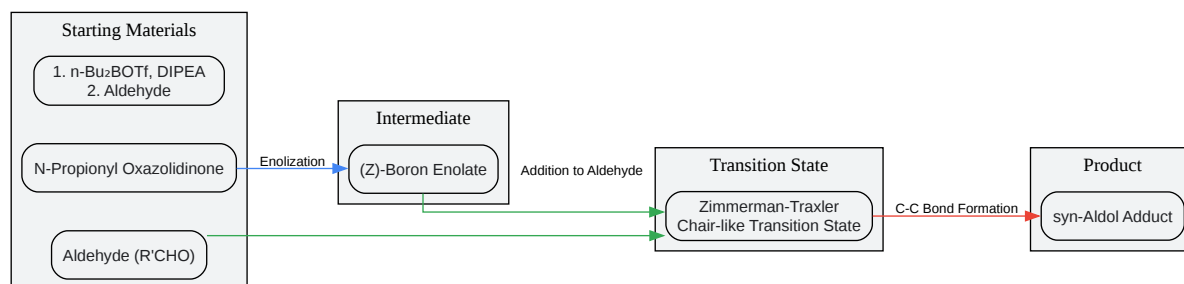 Starting Materials
1. n-Bu₂BOTf, DIPEA
2. Aldehyde
N-Propionyl Oxazolidinone
Aldehyde (R'CHO)
Enolization
Intermediate
(Z)-Boron Enolate
Addition to Aldehyde
Transition State
Zimmerman-Traxler
Chair-like Transition State
C-C Bond Formation
Product
syn-Aldol Adduct